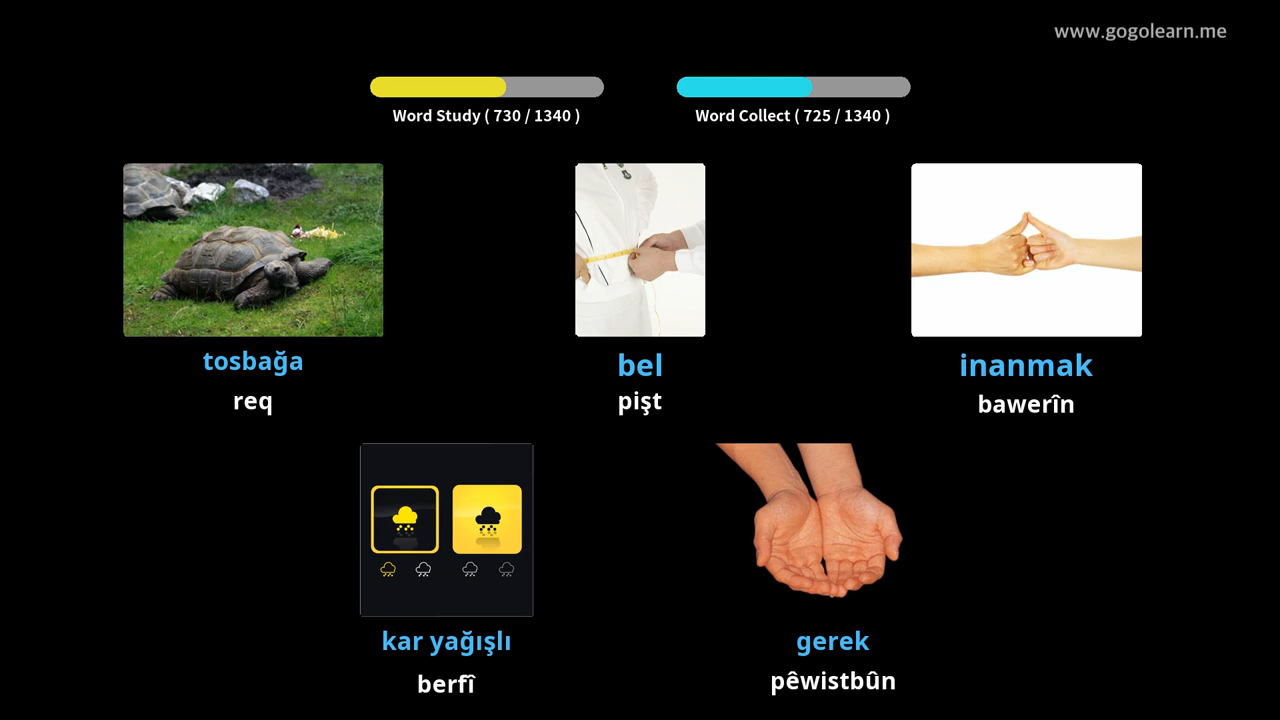 www.gogolearn.me
Word Study ( 730 / 1340 )
Word Collect ( 725 / 1340 )
tosbağa
req
bel
pişt
inanmak
bawerîn
kar yağışlı
berfî
gerek
pêwistbûn